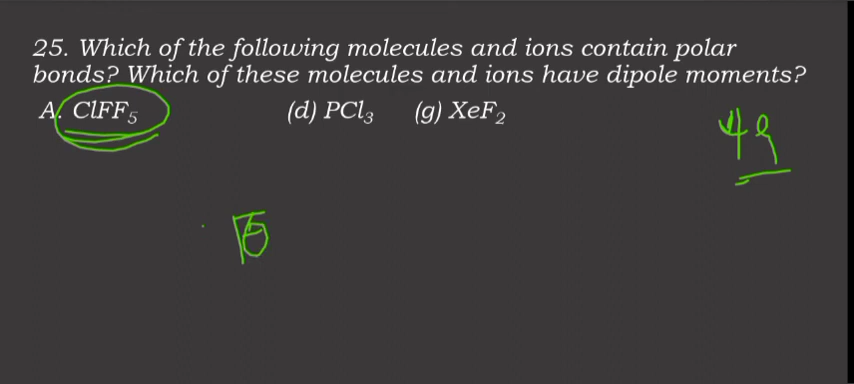 25. Which of the following molecules and ions contain polar
bonds? Which of these molecules and ions have dipole moments?
A. ClFF₅ (d) PCl₃ (g) XeF₂